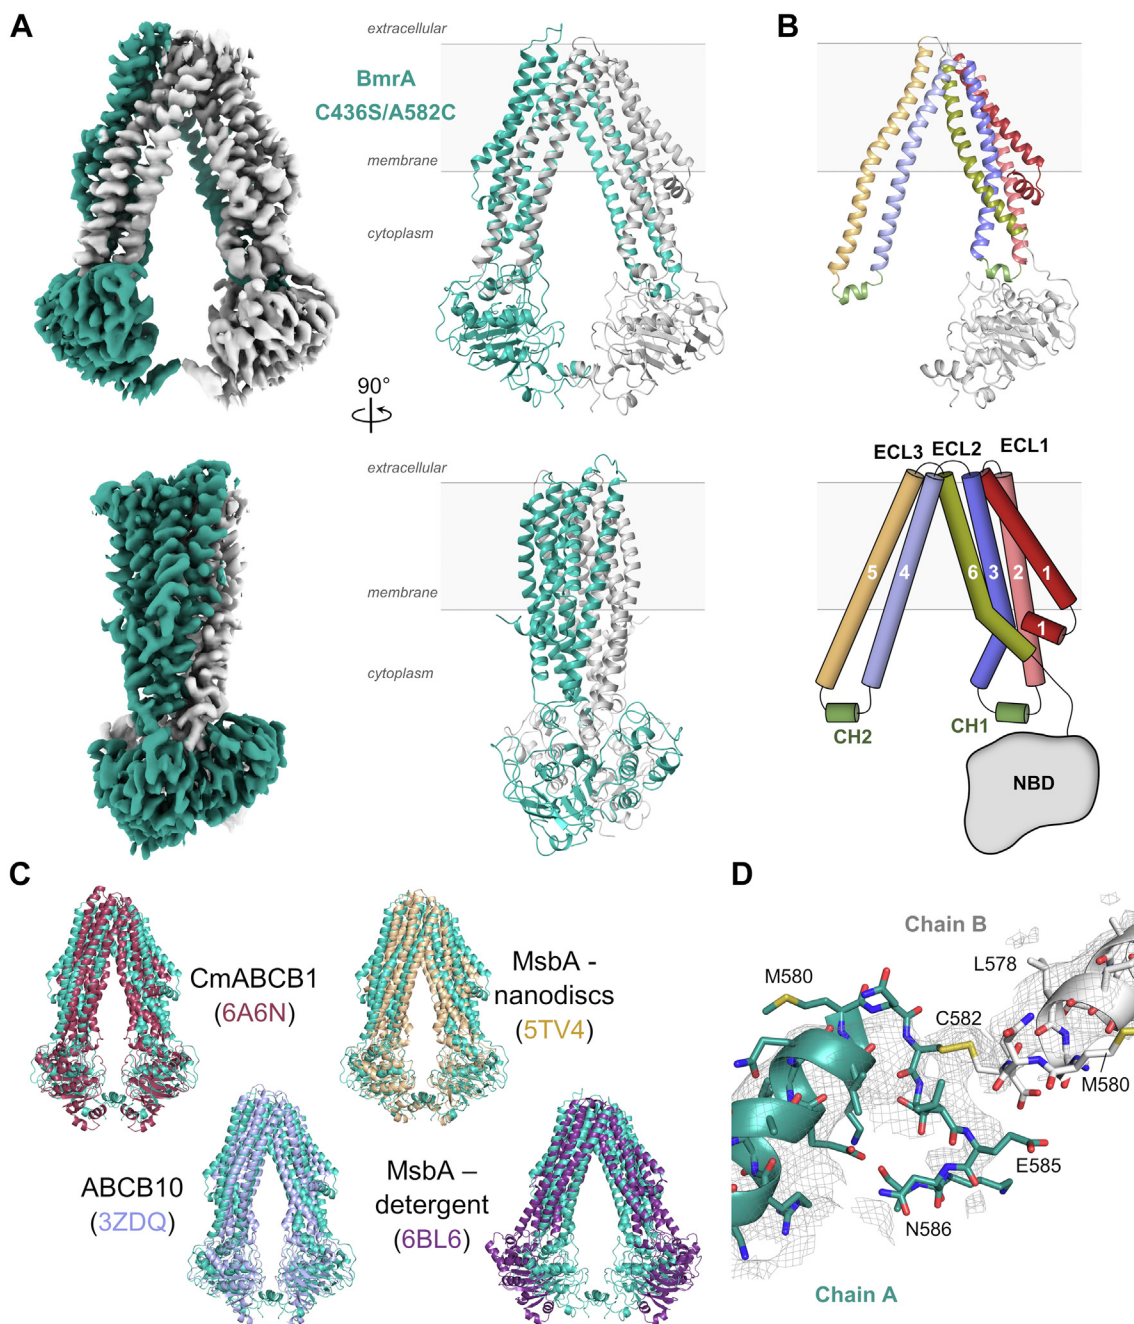 A
extracellular
BmrA
C436S/A582C
membrane
cytoplasm
90°
extracellular
membrane
cytoplasm
B
ECL3
ECL2
ECL1
5
4
6
3
2
1
1
CH2
CH1
NBD
C
CmABCB1
(6A6N)
MsbA -
nanodiscs
(5TV4)
ABCB10
(3ZDQ)
MsbA –
detergent
(6BL6)
D
Chain B
L578
M580
C582
M580
E585
N586
Chain A